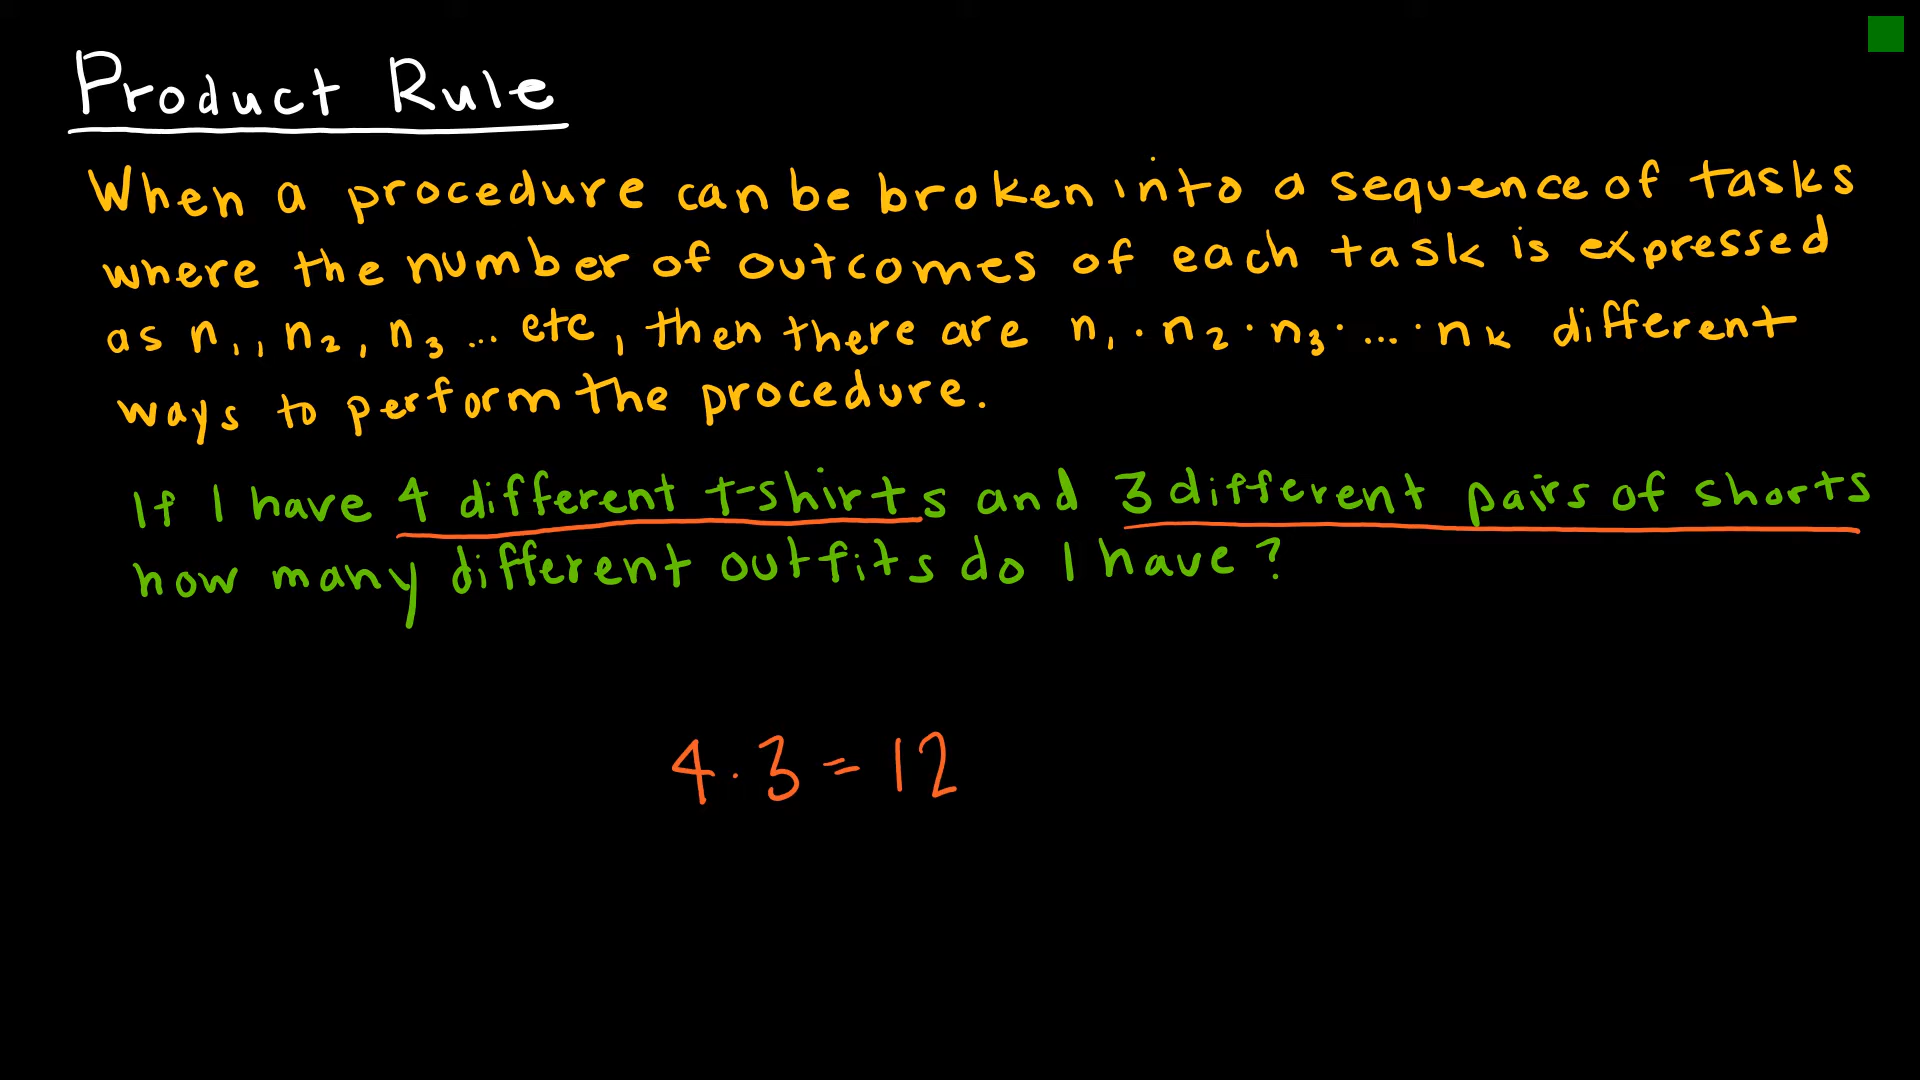 Product Rule
When a procedure can be broken into a sequence of tasks
where the number of outcomes of each task is expressed
as n₁, n₂, n₃ ... etc, then there are n₁ · n₂ · n₃ · ... · nₖ different
ways to perform the procedure.
If I have 4 different t-shirts and 3 different pairs of shorts
how many different outfits do I have?
4 · 3 = 12